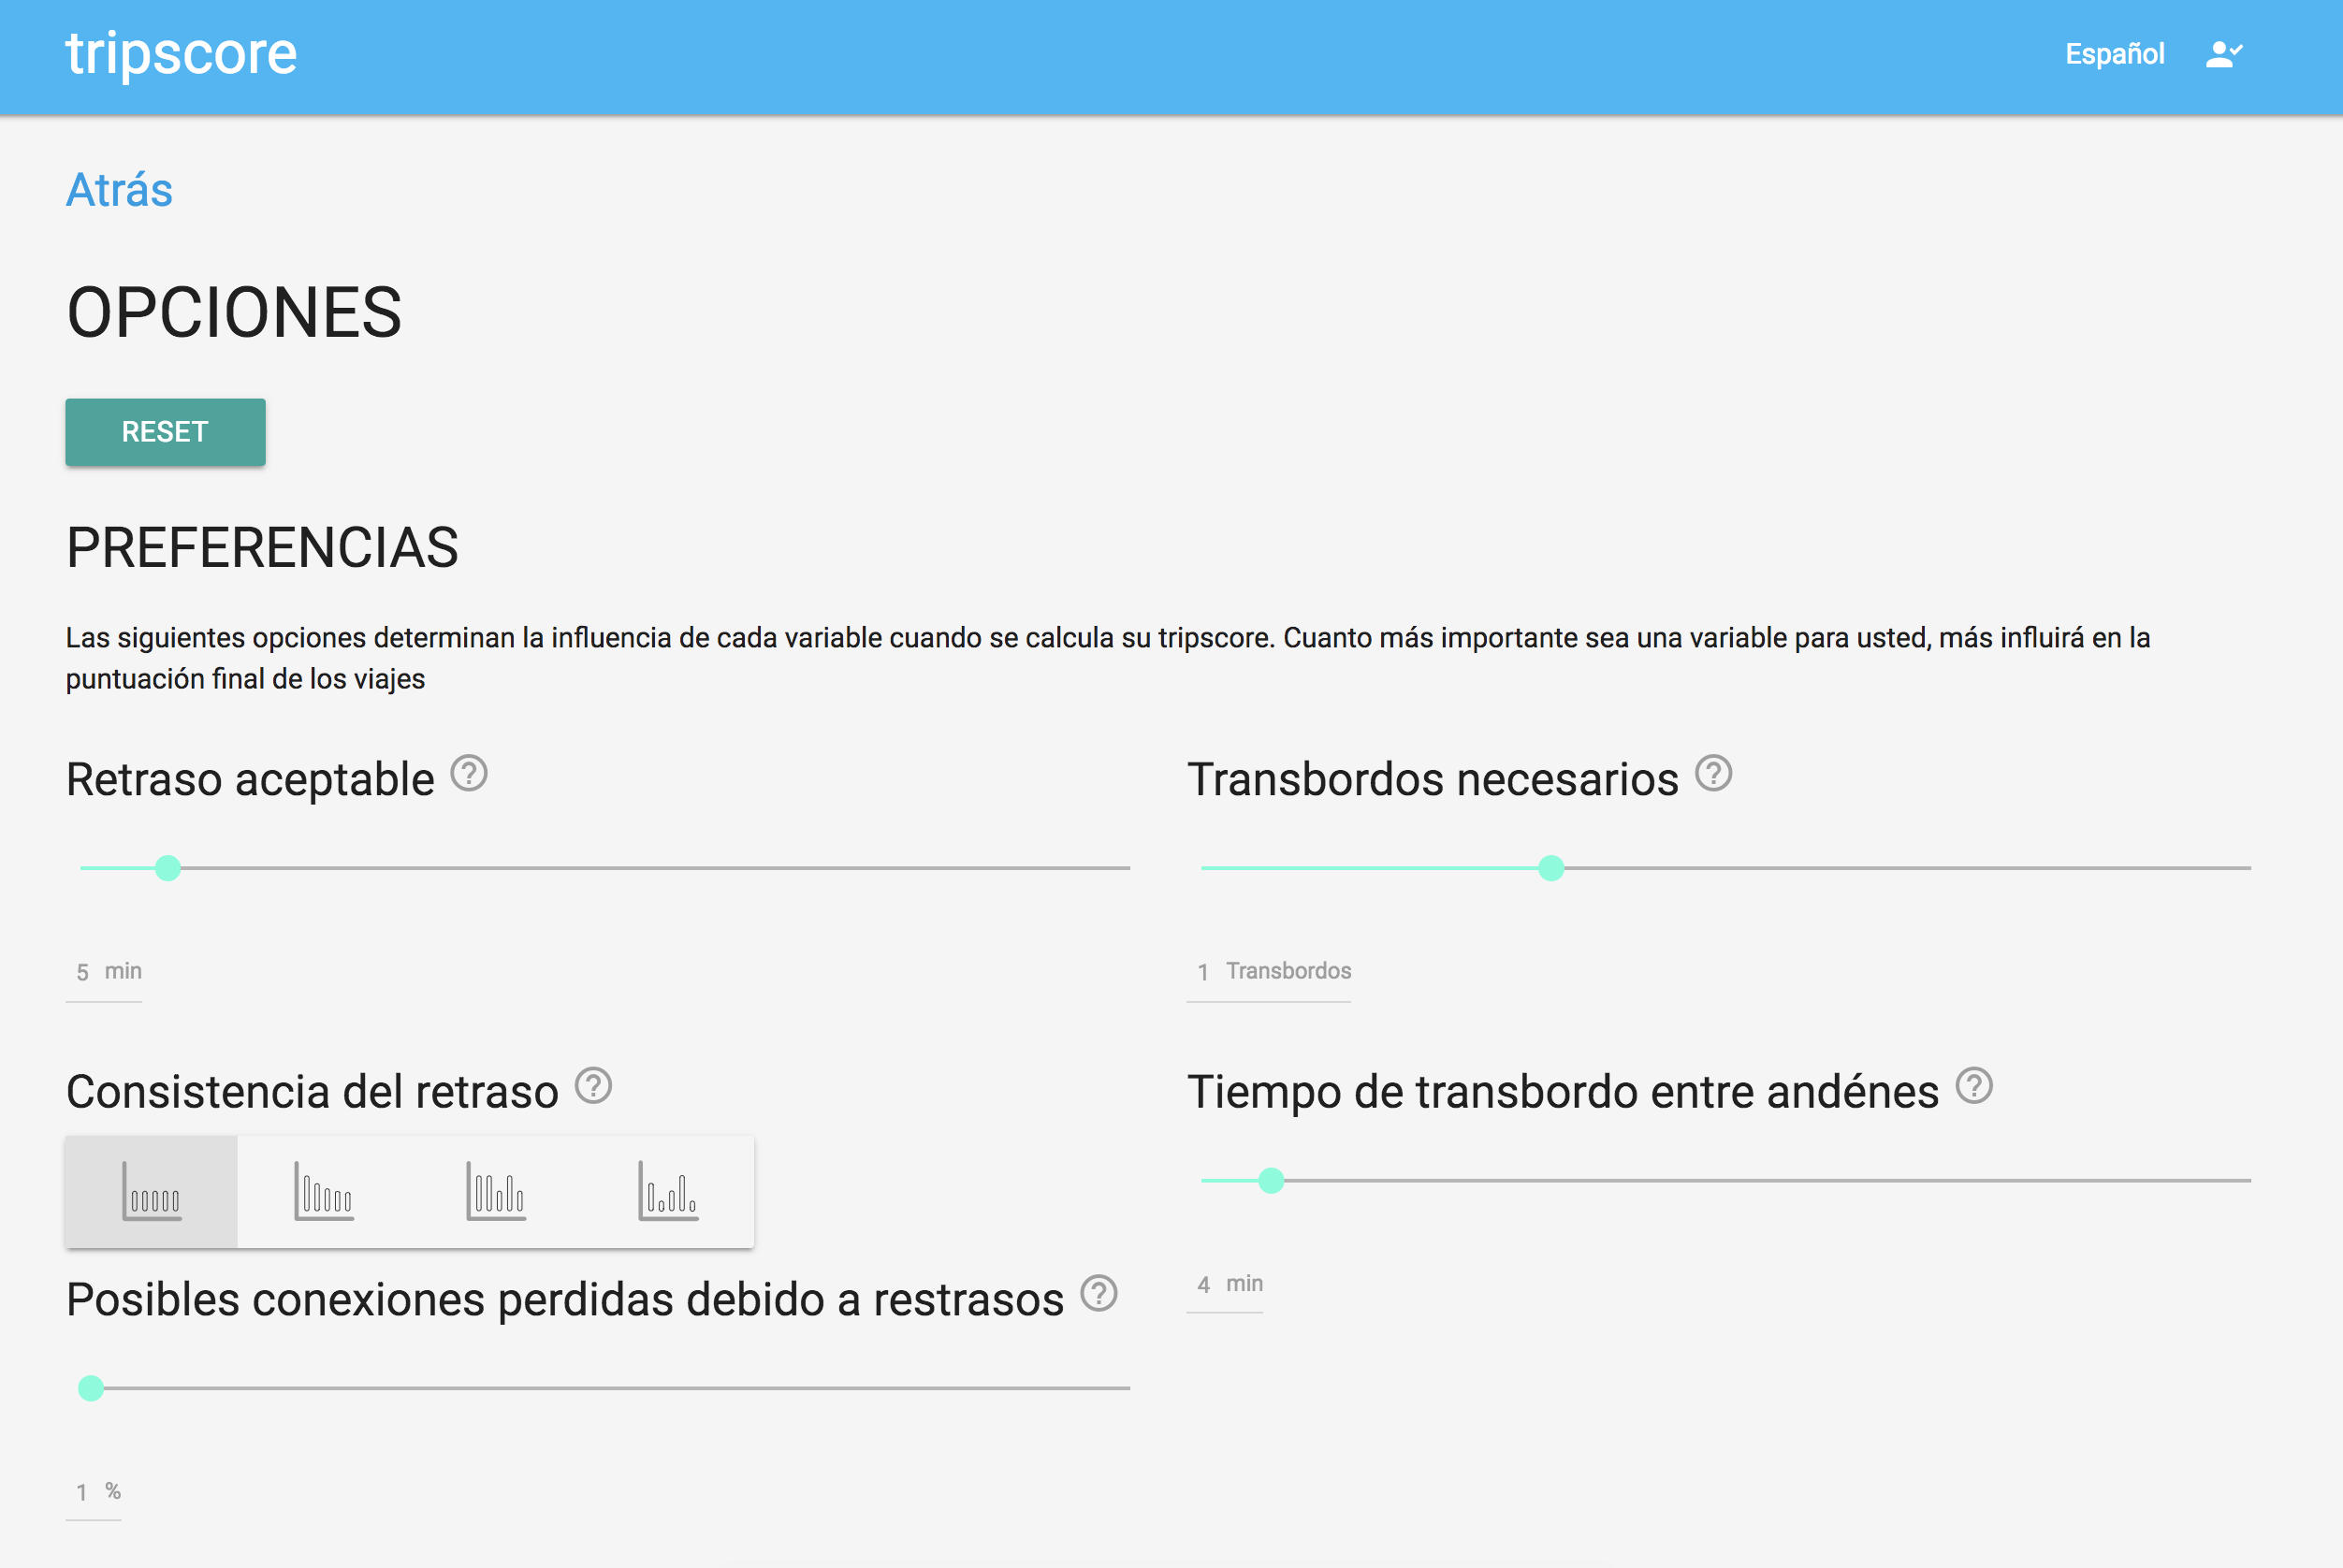 tripscore
Español
Atrás
OPCIONES
RESET
PREFERENCIAS
Las siguientes opciones determinan la influencia de cada variable cuando se calcula su tripscore. Cuanto más importante sea una variable para usted, más influirá en la
puntuación final de los viajes
Retraso aceptable
5 min
Transbordos necesarios
1 Transbordos
Consistencia del retraso
Tiempo de transbordo entre andénes
4 min
Posibles conexiones perdidas debido a restrasos
1 %